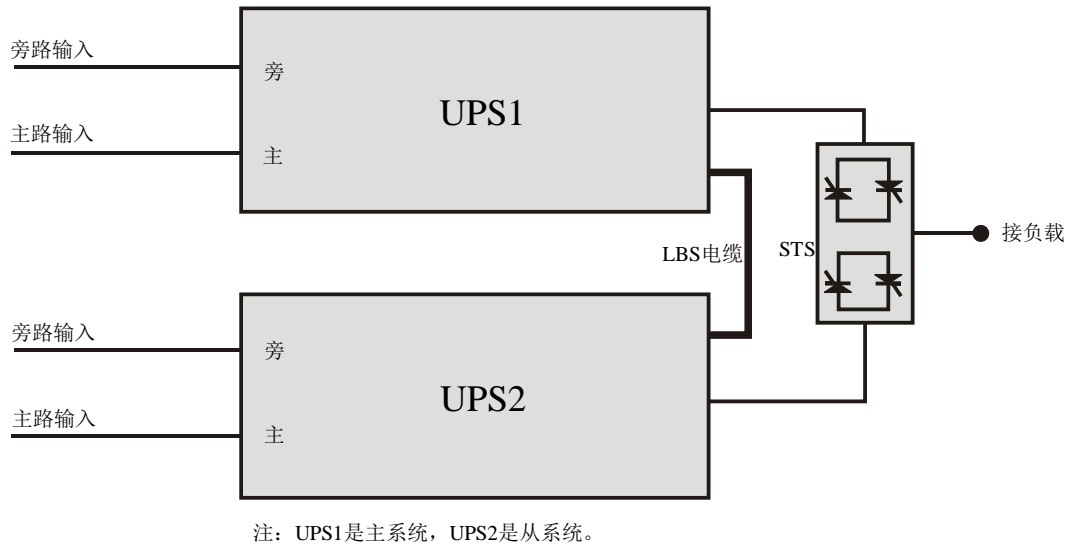 旁路输入
旁
UPS1
主路输入
主
LBS电缆
STS
接负载
旁路输入
旁
UPS2
主路输入
主
注：UPS1是主系统，UPS2是从系统。